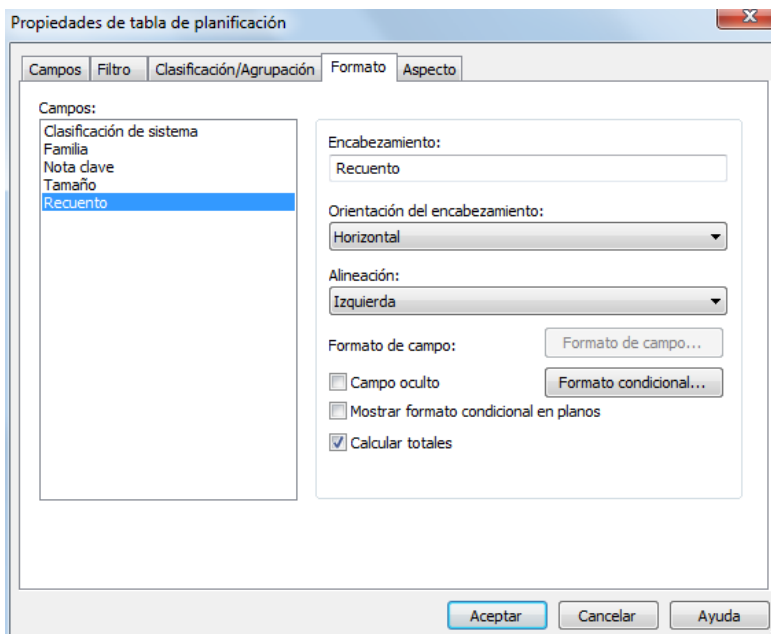 Propiedades de tabla de planificación
X
Campos Filtro Clasificación/Agrupación Formato Aspecto
Campos:
Clasificación de sistema
Familia
Nota clave
Tamaño
Recuento
Encabezamiento:
Recuento
Orientación del encabezamiento:
Horizontal
Alineación:
Izquierda
Formato de campo: Formato de campo...
Campo oculto Formato condicional...
Mostrar formato condicional en planos
Calcular totales
Aceptar Cancelar Ayuda